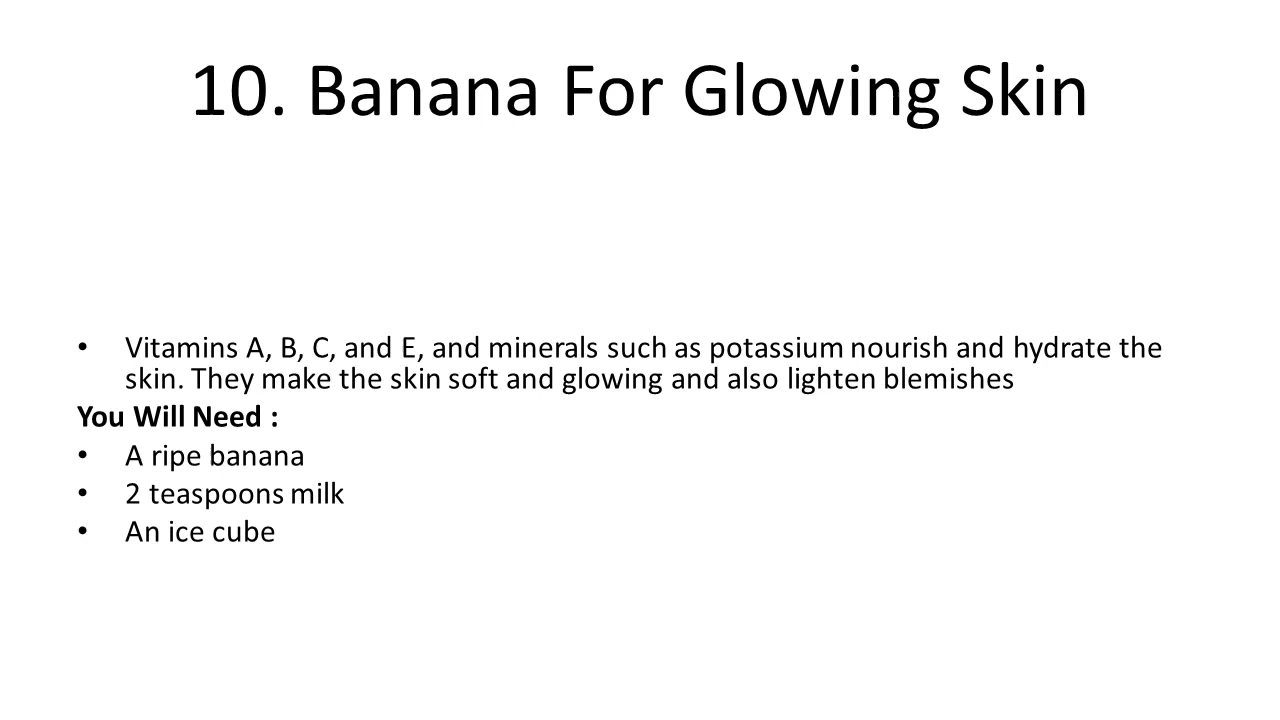 10. Banana For Glowing Skin
• Vitamins A, B, C, and E, and minerals such as potassium nourish and hydrate the
skin. They make the skin soft and glowing and also lighten blemishes
You Will Need :
• A ripe banana
• 2 teaspoons milk
• An ice cube